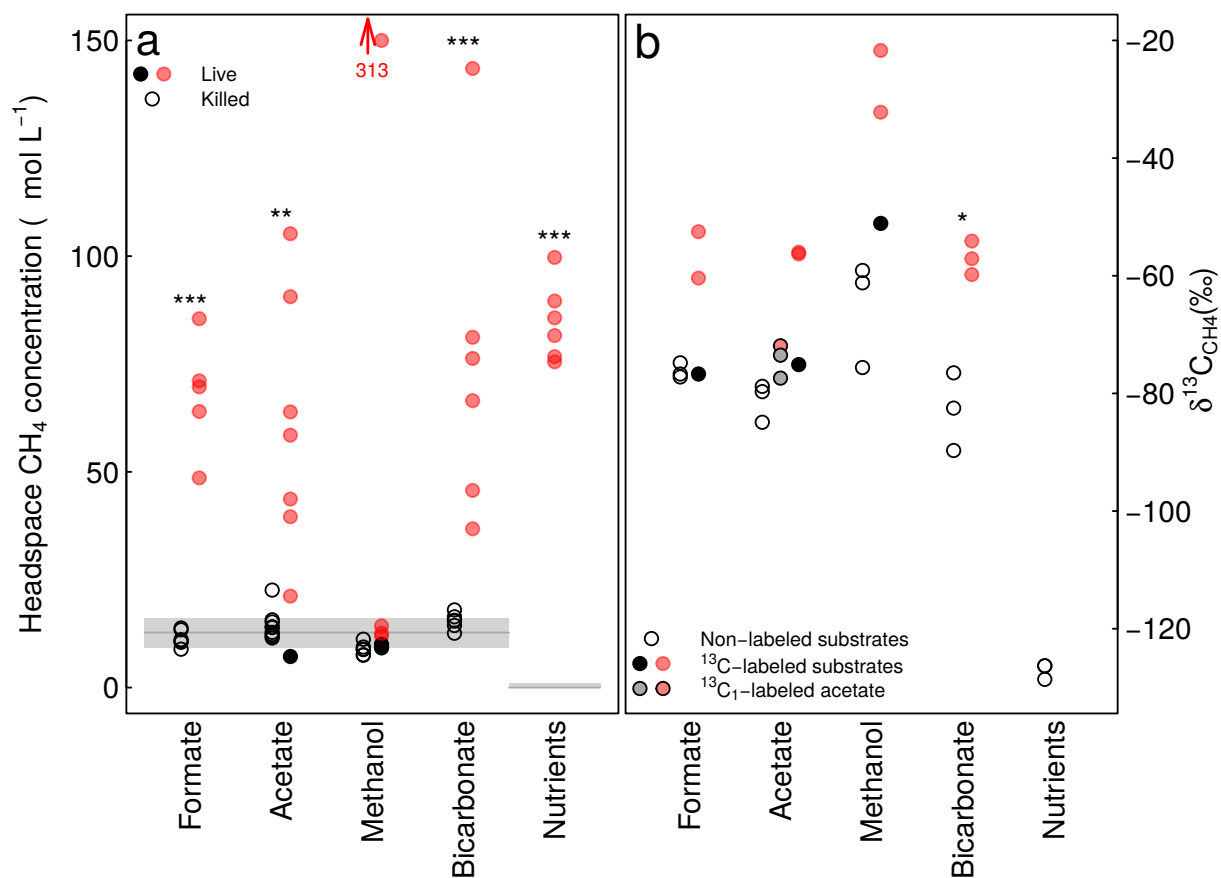 a
Headspace CH₄ concentration ( mol L⁻¹)
150
100
50
0
Live
Killed
313
***
**
***
***
Formate
Acetate
Methanol
Bicarbonate
Nutrients
b
*
Non−labeled substrates
¹³C−labeled substrates
¹³C₁−labeled acetate
−20
−40
−60
−80
−100
−120
δ¹³C_CH4(‰)
Formate
Acetate
Methanol
Bicarbonate
Nutrients